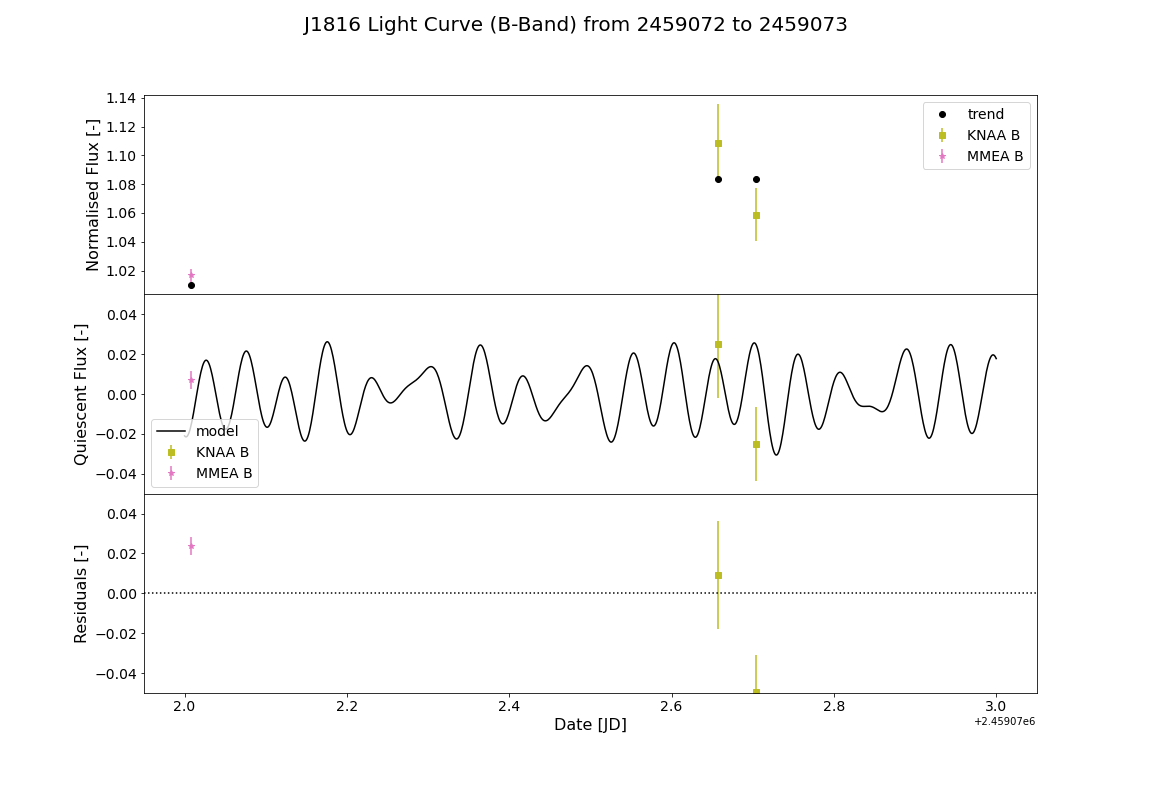 J1816 Light Curve (B-Band) from 2459072 to 2459073
Normalised Flux [-]
1.14
1.12
1.10
1.08
1.06
1.04
1.02
trend
KNAA B
MMEA B
Quiescent Flux [-]
0.04
0.02
0.00
−0.02
−0.04
model
KNAA B
MMEA B
Residuals [-]
0.04
0.02
0.00
−0.02
−0.04
2.0 2.2 2.4 2.6 2.8 3.0
Date [JD]
+2.45907e6